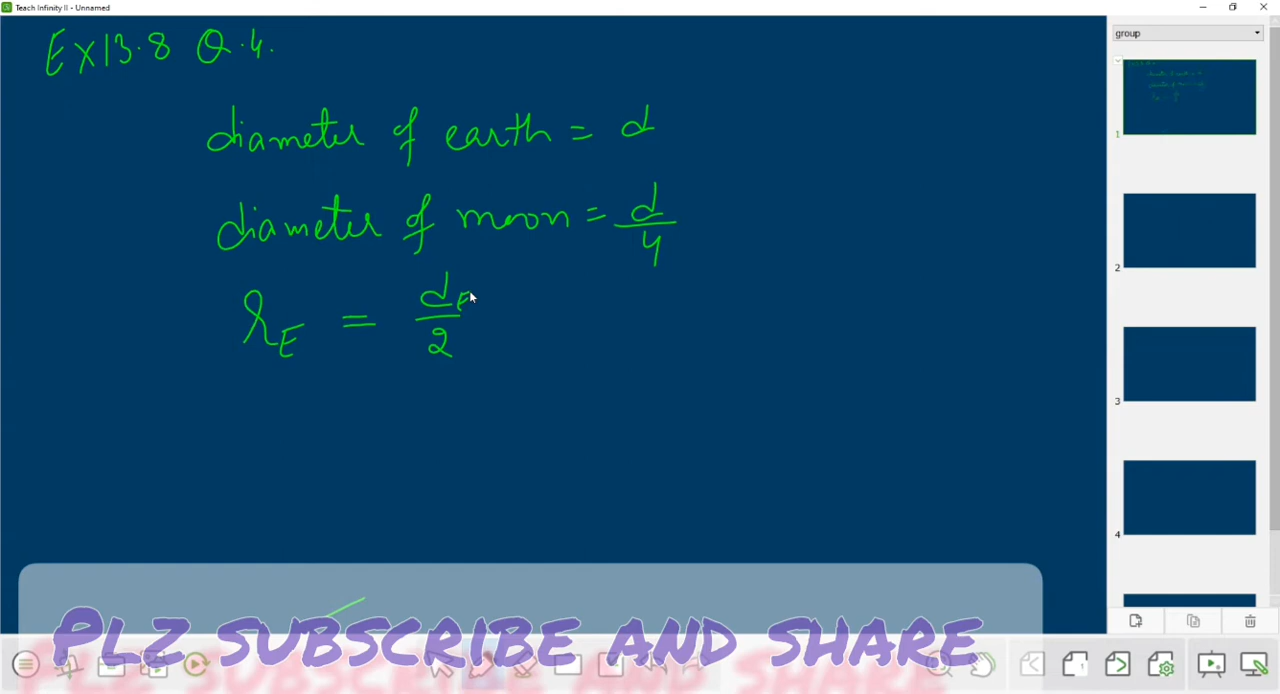 Teach Infinity II - Unnamed
group
Ex 13.8 Q.4.
diameter of earth = d
diameter of moon = d/4
r_E = d_E/2
1
2
3
4
PLZ SUBSCRIBE AND SHARE